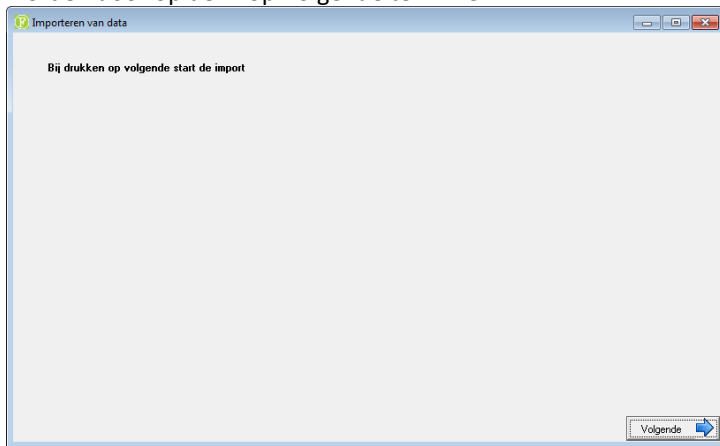 Importeren van data
Bij drukken op volgende start de import
Volgende